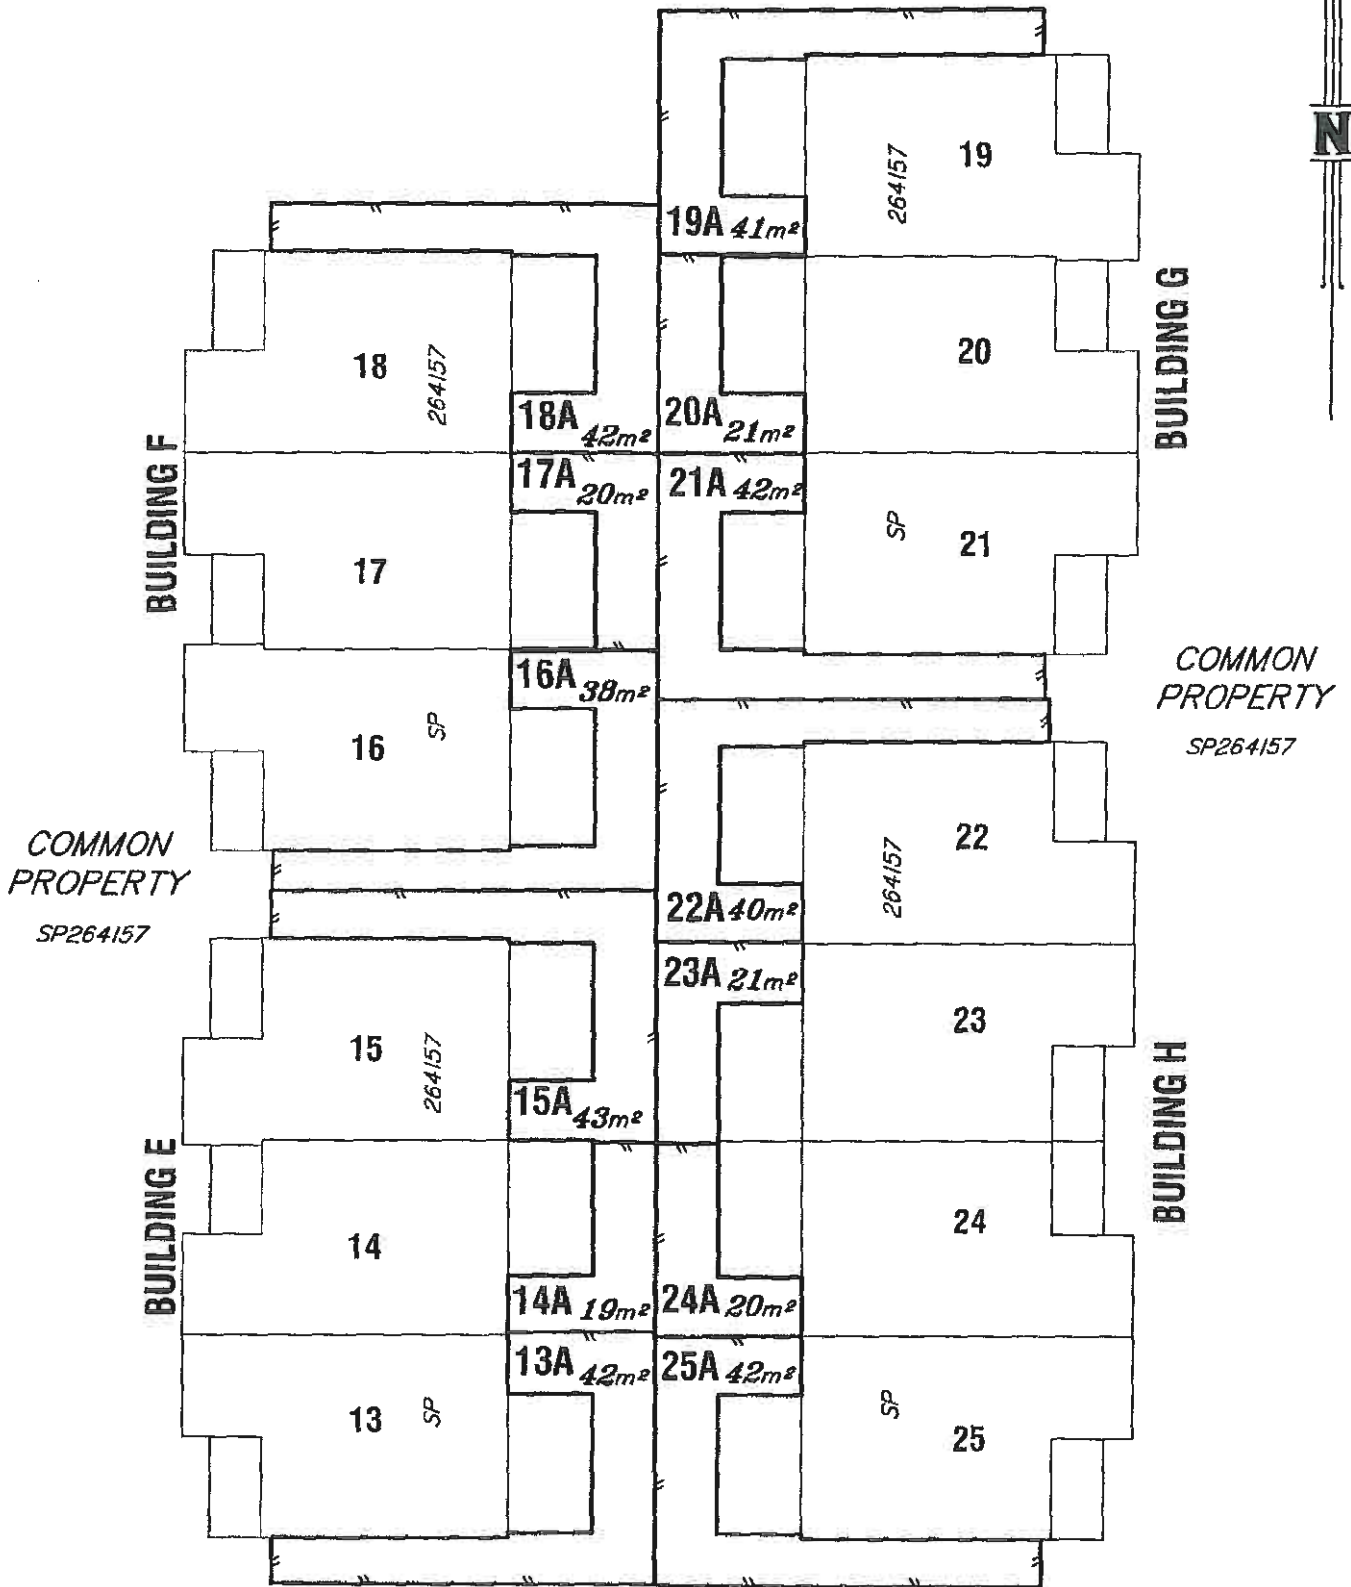 N
19
264157
19A 41m²
BUILDING G
18
264157
20
18A 42m²
20A 21m²
BUILDING F
17A 20m²
21A 42m²
SP
21
17
16A 38m²
COMMON
PROPERTY
SP264157
16
SP
COMMON
PROPERTY
SP264157
22
264157
22A 40m²
23A 21m²
23
15
264157
15A 43m²
BUILDING H
BUILDING E
24
14
14A 19m²
24A 20m²
13A 42m²
25A 42m²
13
SP
SP
25